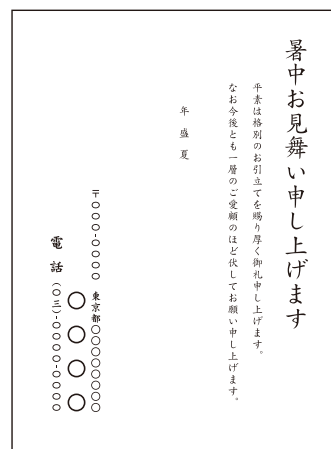 暑中お見舞い申し上げます
平素は格別のお引立てを賜り厚く御礼申し上げます。
なお今後とも一層のご愛顧のほど伏してお願い申し上げます。
年 盛 夏
〒〇〇〇-〇〇〇〇 東京都〇〇〇〇〇〇〇
〇〇〇〇
電 話 (〇三)-〇〇〇〇-〇〇〇〇